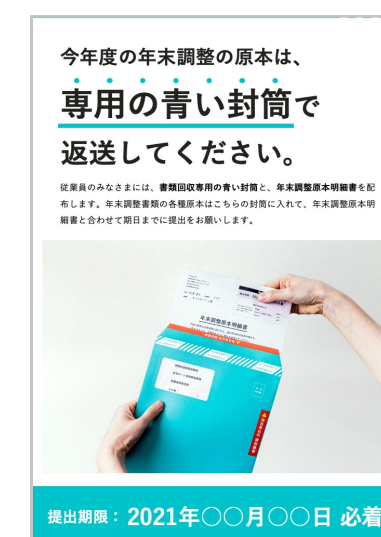 今年度の年末調整の原本は、
専用の青い封筒で
返送してください。
従業員のみなさまには、書類回収専用の青い封筒と、年末調整原本明細書を配
布します。年末調整書類の各種原本はこちらの封筒に入れて、年末調整原本明
細書と合わせて期日までに提出をお願いします。
年末調整原本明細書
提出期限：2021年○○月○○日 必着